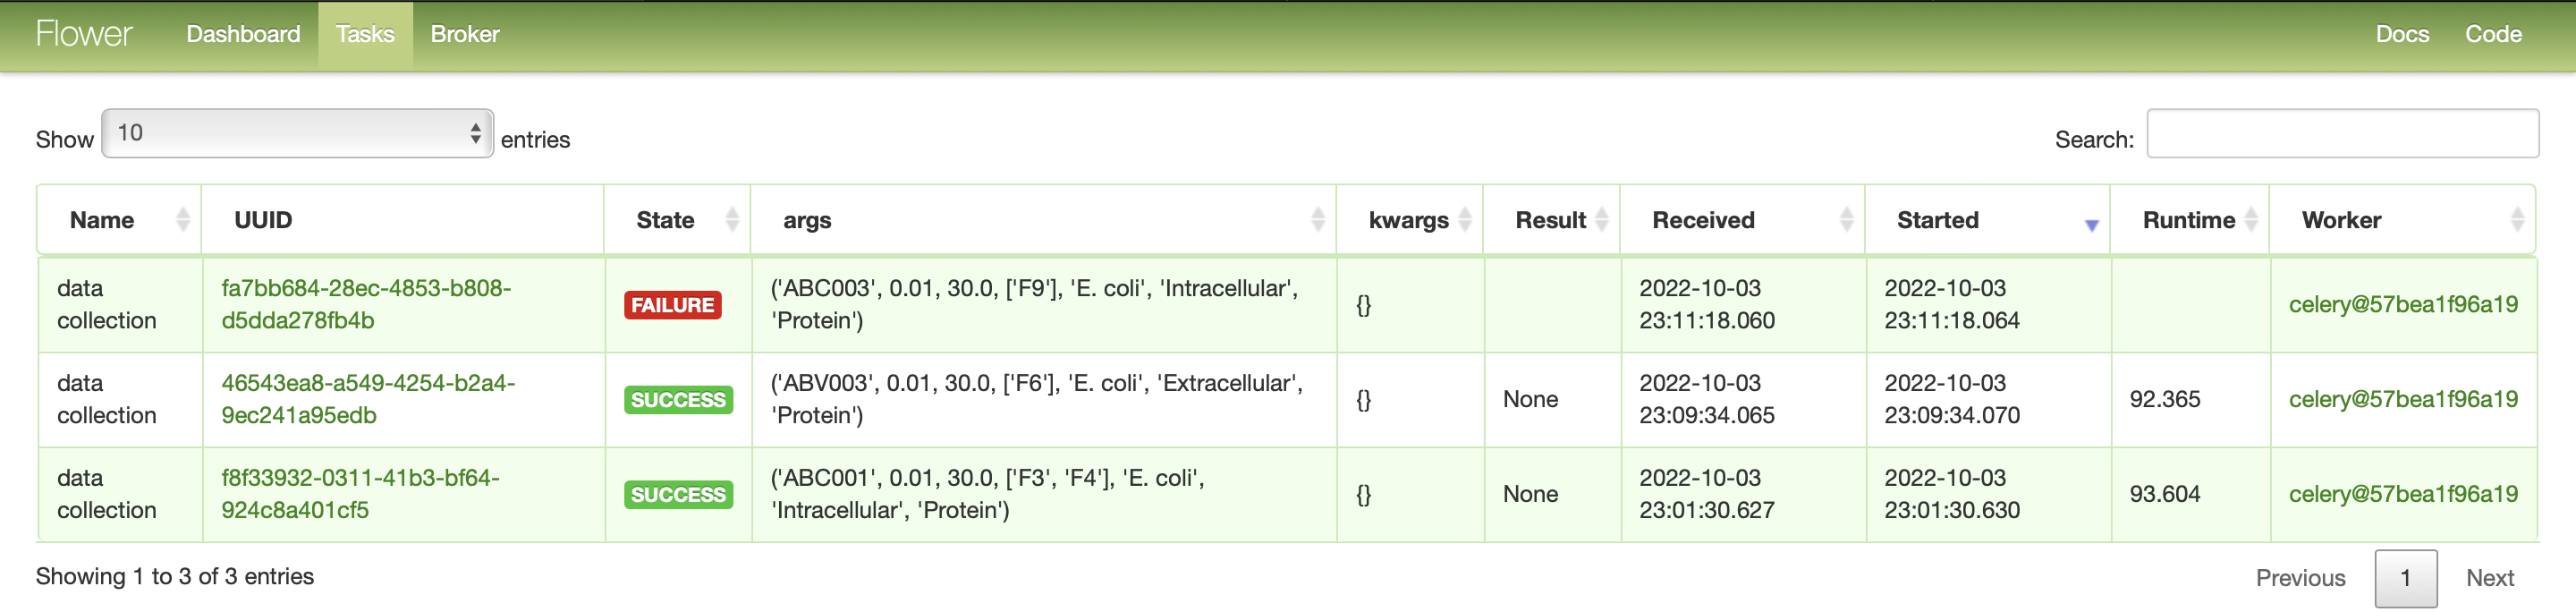 Flower Dashboard Tasks Broker Docs Code
Show 10 entries Search:
Name UUID State args kwargs Result Received Started Runtime Worker
data fa7bb684-28ec-4853-b808- FAILURE ('ABC003', 0.01, 30.0, ['F9'], 'E. coli', 'Intracellular', {} 2022-10-03 2022-10-03 celery@57bea1f96a19
collection d5dda278fb4b 'Protein') 23:11:18.060 23:11:18.064
data 46543ea8-a549-4254-b2a4- SUCCESS ('ABV003', 0.01, 30.0, ['F6'], 'E. coli', 'Extracellular', {} None 2022-10-03 2022-10-03 92.365 celery@57bea1f96a19
collection 9ec241a95edb 'Protein') 23:09:34.065 23:09:34.070
data f8f33932-0311-41b3-bf64- SUCCESS ('ABC001', 0.01, 30.0, ['F3', 'F4'], 'E. coli', {} None 2022-10-03 2022-10-03 93.604 celery@57bea1f96a19
collection 924c8a401cf5 'Intracellular', 'Protein') 23:01:30.627 23:01:30.630
Showing 1 to 3 of 3 entries Previous 1 Next